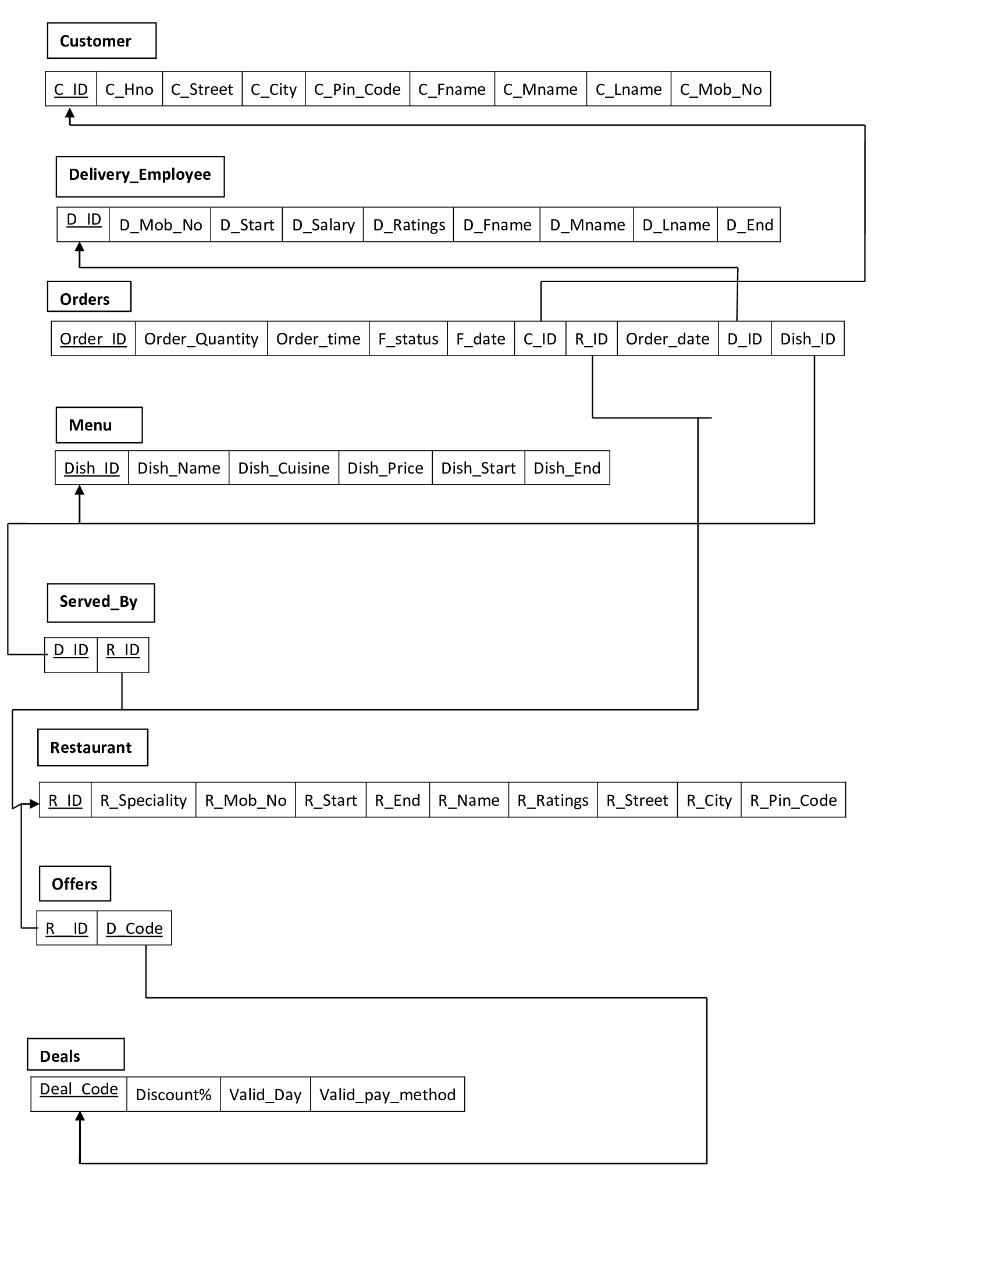 Customer
C_ID C_Hno C_Street C_City C_Pin_Code C_Fname C_Mname C_Lname C_Mob_No
Delivery_Employee
D_ID D_Mob_No D_Start D_Salary D_Ratings D_Fname D_Mname D_Lname D_End
Orders
Order_ID Order_Quantity Order_time F_status F_date C_ID R_ID Order_date D_ID Dish_ID
Menu
Dish_ID Dish_Name Dish_Cuisine Dish_Price Dish_Start Dish_End
Served_By
D_ID R_ID
Restaurant
R_ID R_Speciality R_Mob_No R_Start R_End R_Name R_Ratings R_Street R_City R_Pin_Code
Offers
R__ID D_Code
Deals
Deal_Code Discount% Valid_Day Valid_pay_method